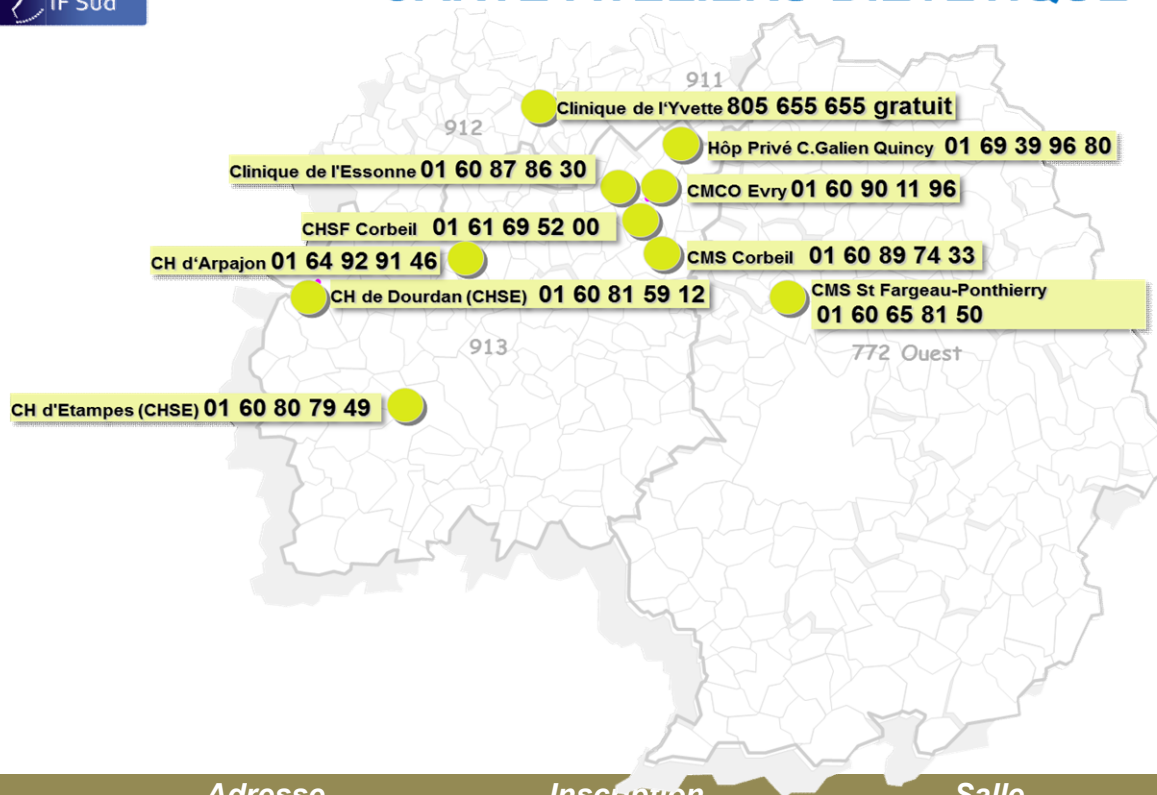 IF Sud
CARTE ATELIERS DIETETIQUE
911
Clinique de l'Yvette 805 655 655 gratuit
912
Hôp Privé C.Galien Quincy 01 69 39 96 80
Clinique de l'Essonne 01 60 87 86 30
CMCO Evry 01 60 90 11 96
CHSF Corbeil 01 61 69 52 00
CH d'Arpajon 01 64 92 91 46
CMS Corbeil 01 60 89 74 33
CH de Dourdan (CHSE) 01 60 81 59 12
CMS St Fargeau-Ponthierry
01 60 65 81 50
913
772 Ouest
CH d'Etampes (CHSE) 01 60 80 79 49
Adresse Inscription Salle